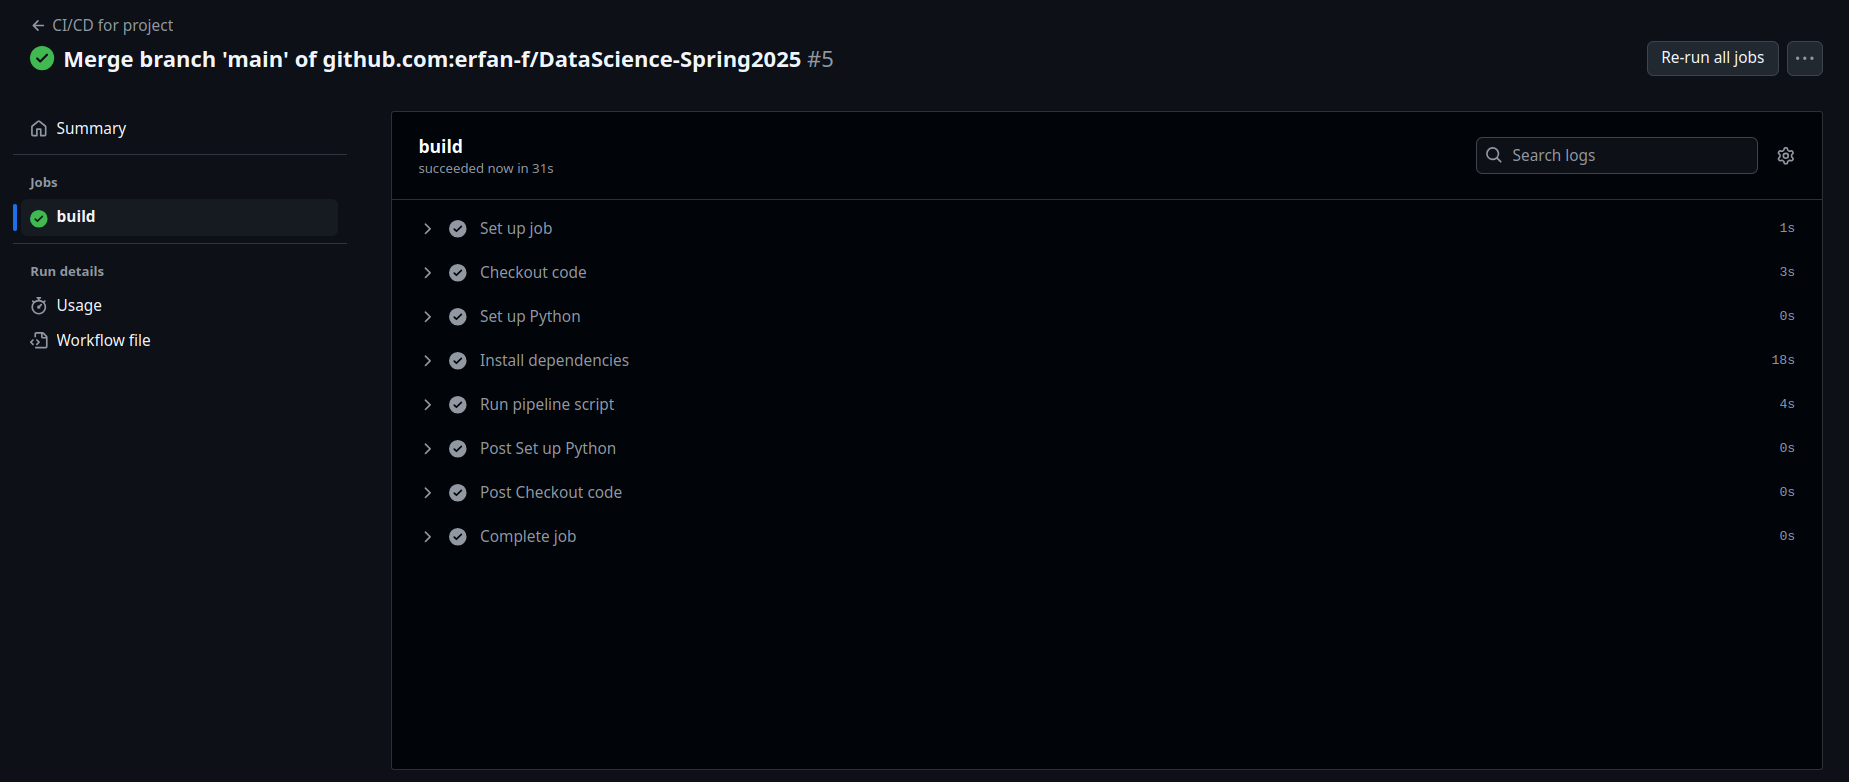 CI/CD for project
Merge branch 'main' of github.com:erfan-f/DataScience-Spring2025 #5
Re-run all jobs
Summary
Jobs
build
Run details
Usage
Workflow file
build
succeeded now in 31s
Search logs
Set up job 1s
Checkout code 3s
Set up Python 0s
Install dependencies 18s
Run pipeline script 4s
Post Set up Python 0s
Post Checkout code 0s
Complete job 0s